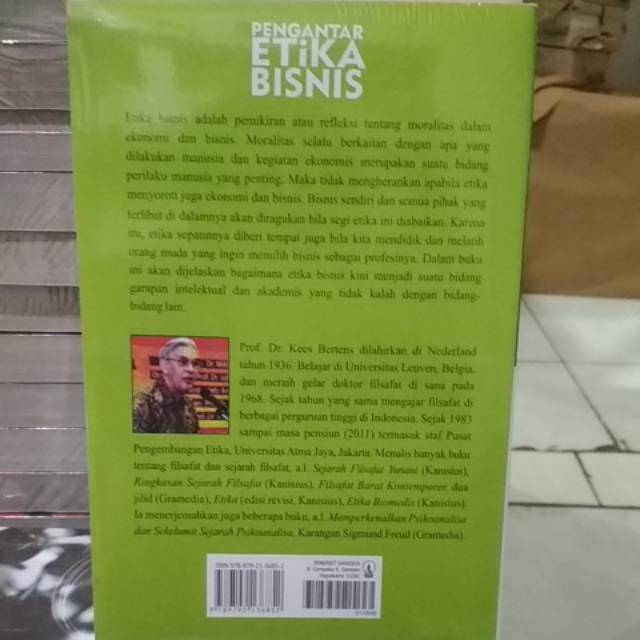 PENGANTAR
ETiKA
BISNIS
Etika bisnis adalah pemikiran atau refleksi tentang moralitas dalam
ekonomi dan bisnis. Moralitas selalu berkaitan dengan apa yang
dilakukan manusia dan kegiatan ekonomis merupakan suatu bidang
perilaku manusia yang penting. Maka tidak mengherankan apabila etika
menyoroti juga ekonomi dan bisnis. Bisnis sendiri dan semua pihak yang
terlibat di dalamnya akan diragukan bila segi etika ini diabaikan. Karena
itu, etika sepatutnya diberi tempat juga bila kita mendidik dan melatih
orang muda yang ingin memilih bisnis sebagai profesinya. Dalam buku
ini akan dijelaskan bagaimana etika bisnis kini menjadi suatu bidang
garapan intelektual dan akademis yang tidak kalah dengan bidang-
bidang lain.
Prof. Dr. Kees Bertens dilahirkan di Nederland
tahun 1936. Belajar di Universitas Leuven, Belgia,
dan meraih gelar doktor filsafat di sana pada
1968. Sejak tahun yang sama mengajar filsafat di
berbagai perguruan tinggi di Indonesia. Sejak 1983
sampai masa pensiun (2011) termasuk staf Pusat
Pengembangan Etika, Universitas Atma Jaya, Jakarta. Menulis banyak buku
tentang filsafat dan sejarah filsafat, a.l. Sejarah Filsafat Yunani (Kanisius),
Ringkasan Sejarah Filsafat (Kanisius), Filsafat Barat Kontemporer, dua
jilid (Gramedia), Etika (edisi revisi, Kanisius), Etika Biomedis (Kanisius).
Ia menerjemahkan juga beberapa buku, a.l. Memperkenalkan Psikoanalisa
dan Sekelumit Sejarah Psikoanalisa, Karangan Sigmund Freud (Gramedia).
PENERBIT KANISIUS
Yogyakarta